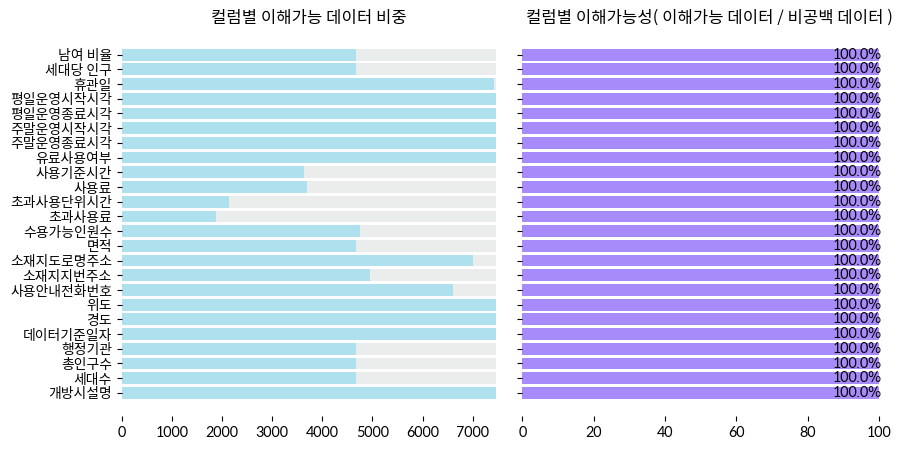 컬럼별 이해가능 데이터 비중
컬럼별 이해가능성( 이해가능 데이터 / 비공백 데이터 )
남여 비율 100.0%
세대당 인구 100.0%
휴관일 100.0%
평일운영시작시각 100.0%
평일운영종료시각 100.0%
주말운영시작시각 100.0%
주말운영종료시각 100.0%
유료사용여부 100.0%
사용기준시간 100.0%
사용료 100.0%
초과사용단위시간 100.0%
초과사용료 100.0%
수용가능인원수 100.0%
면적 100.0%
소재지도로명주소 100.0%
소재지지번주소 100.0%
사용안내전화번호 100.0%
위도 100.0%
경도 100.0%
데이터기준일자 100.0%
행정기관 100.0%
총인구수 100.0%
세대수 100.0%
개방시설명 100.0%
0 1000 2000 3000 4000 5000 6000 7000
0 20 40 60 80 100